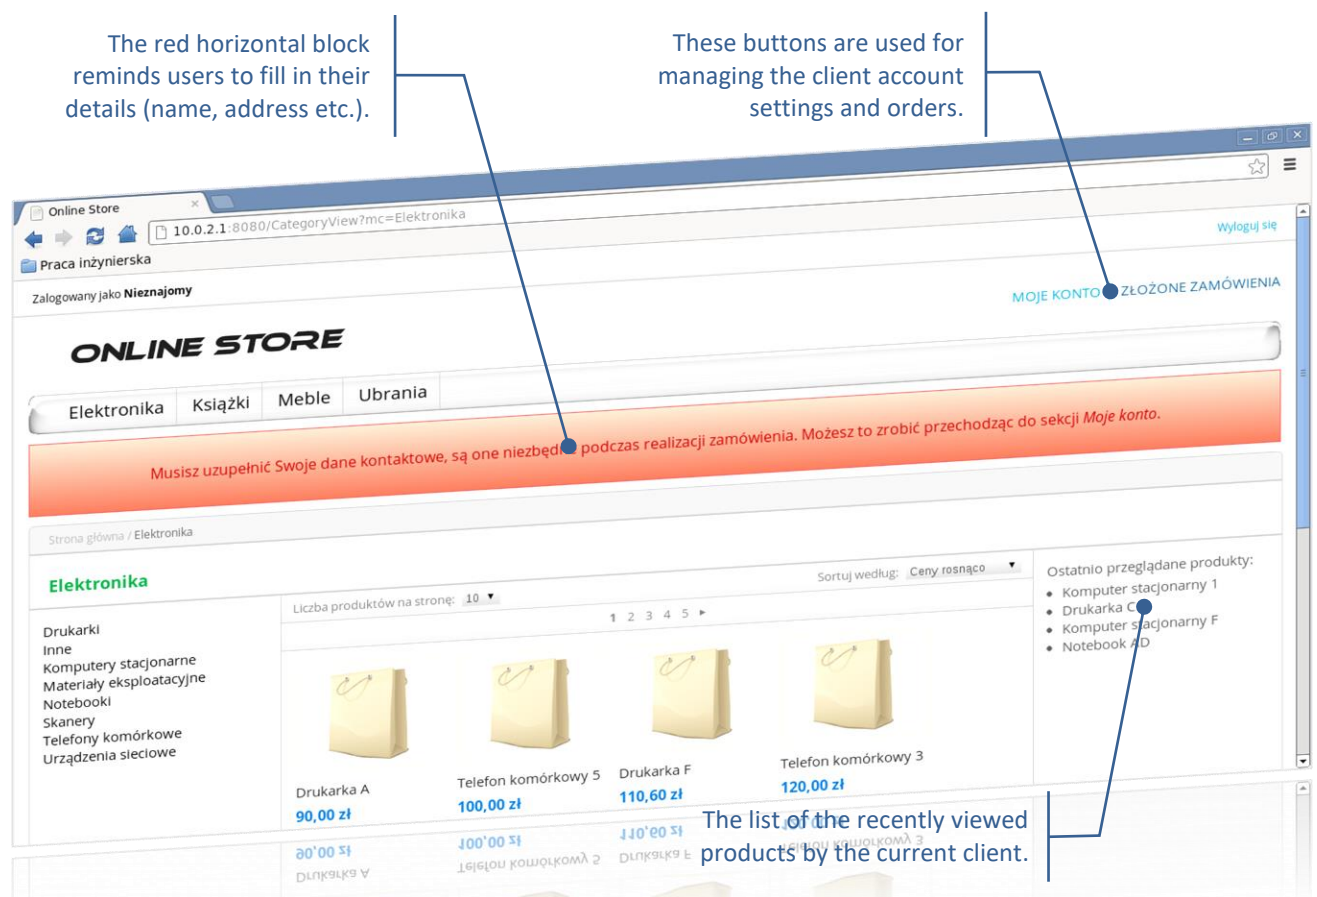 The red horizontal block
reminds users to fill in their
details (name, address etc.).
These buttons are used for
managing the client account
settings and orders.
Online Store
10.0.2.1:8080/CategoryView?mc=Elektronika
Praca inżynierska
Wyloguj się
Zalogowany jako Nieznajomy
MOJE KONTO ZŁOŻONE ZAMÓWIENIA
ONLINE STORE
Elektronika Książki Meble Ubrania
Musisz uzupełnić Swoje dane kontaktowe, są one podczas realizacji zamówienia. Możesz to zrobić przechodząc do sekcji Moje konto.
Strona główna / Elektronika
Elektronika
Liczba produktów na stronę: 10
Sortuj według: Ceny rosnąco
1 2 3 4 5
Drukarki
Inne
Komputery stacjonarne
Materiały eksploatacyjne
Notebooki
Skanery
Telefony komórkowe
Urządzenia sieciowe
Drukarka A
90,00 zł
Telefon komórkowy 5
100,00 zł
Drukarka F
110,60 zł
Telefon komórkowy 3
120,00 zł
Ostatnio przeglądane produkty:
Komputer stacjonarny 1
Drukarka C
Komputer stacjonarny F
Notebook AD
The list of the recently viewed
products by the current client.